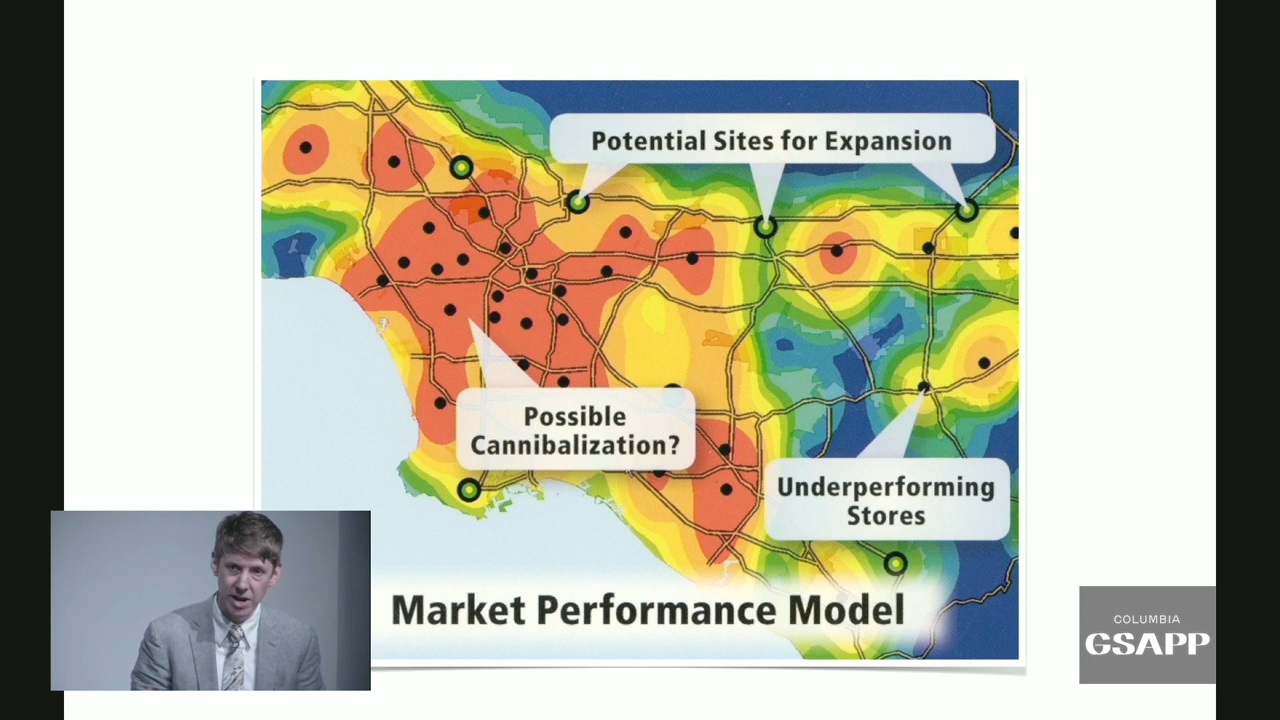 Potential Sites for Expansion
Possible
Cannibalization?
Underperforming
Stores
Market Performance Model
COLUMBIA
GSAPP